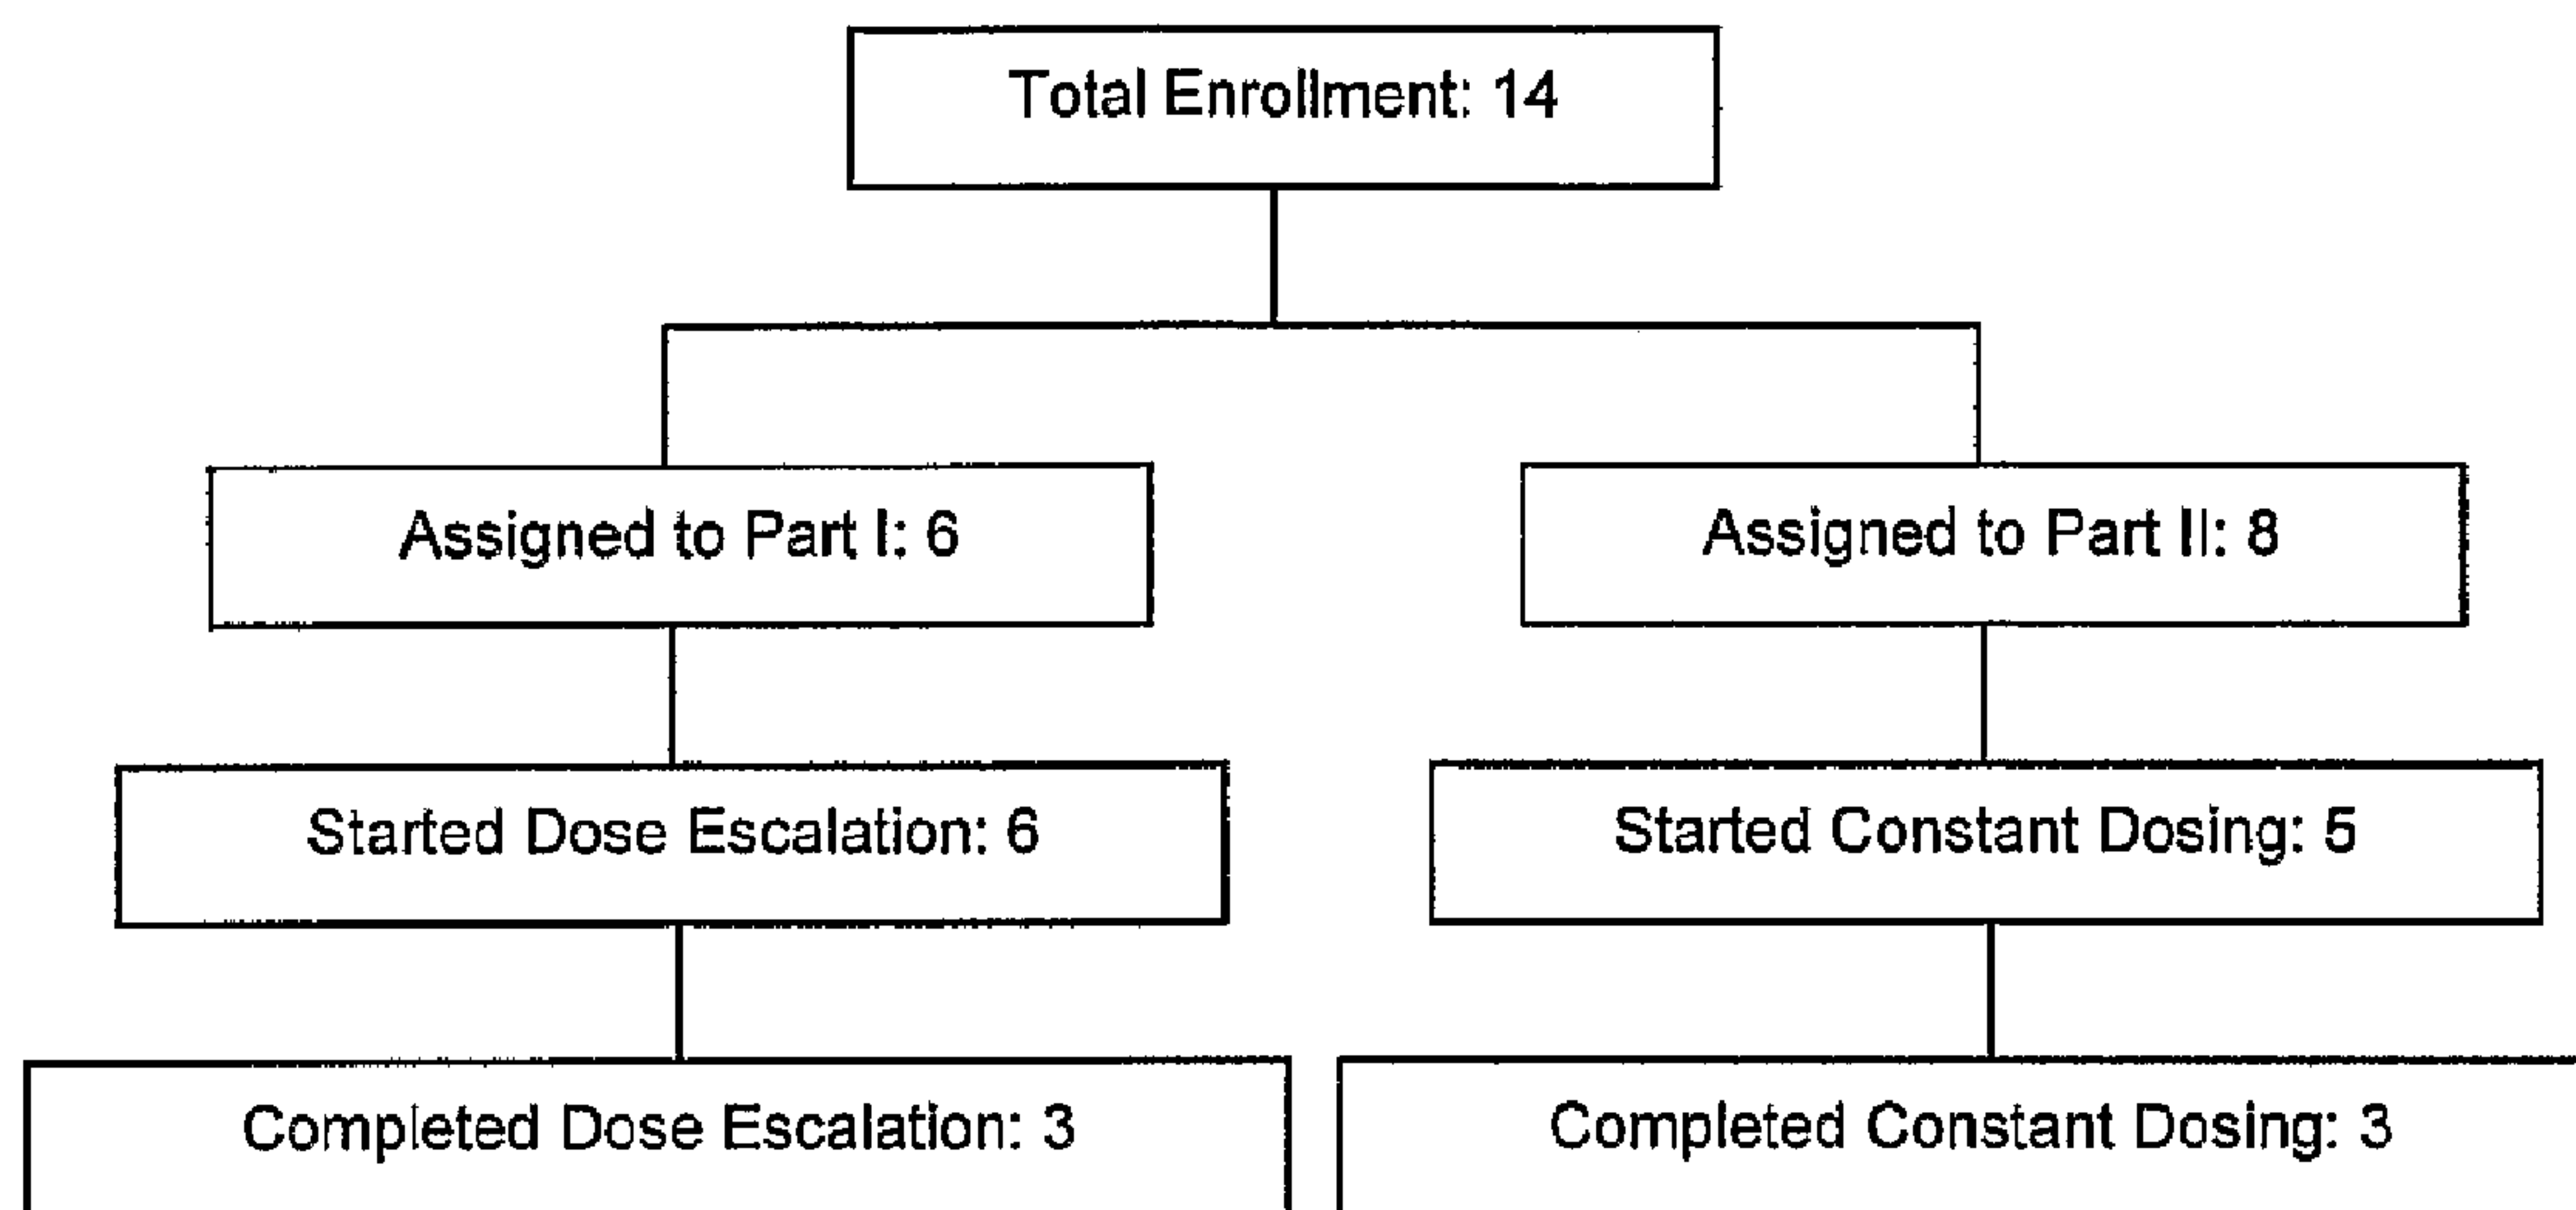 Total Enrollment: 14
Assigned to Part I: 6
Assigned to Part II: 8
Started Dose Escalation: 6
Started Constant Dosing: 5
Completed Dose Escalation: 3
Completed Constant Dosing: 3